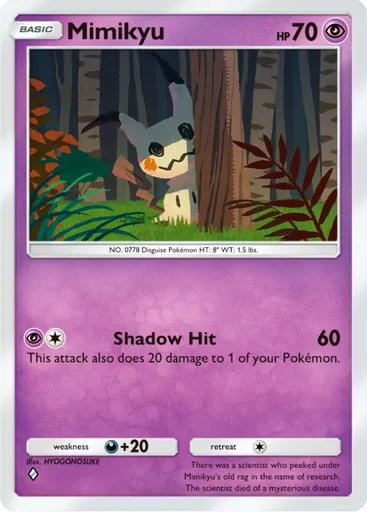 BASIC Mimikyu HP 70
NO. 0778 Disguise Pokémon HT: 8" WT: 1.5 lbs.
Shadow Hit 60
This attack also does 20 damage to 1 of your Pokémon.
weakness +20 retreat
Illus. HYOGONOSUKE
There was a scientist who peeked under
Mimikyu's old rag in the name of research.
The scientist died of a mysterious disease.